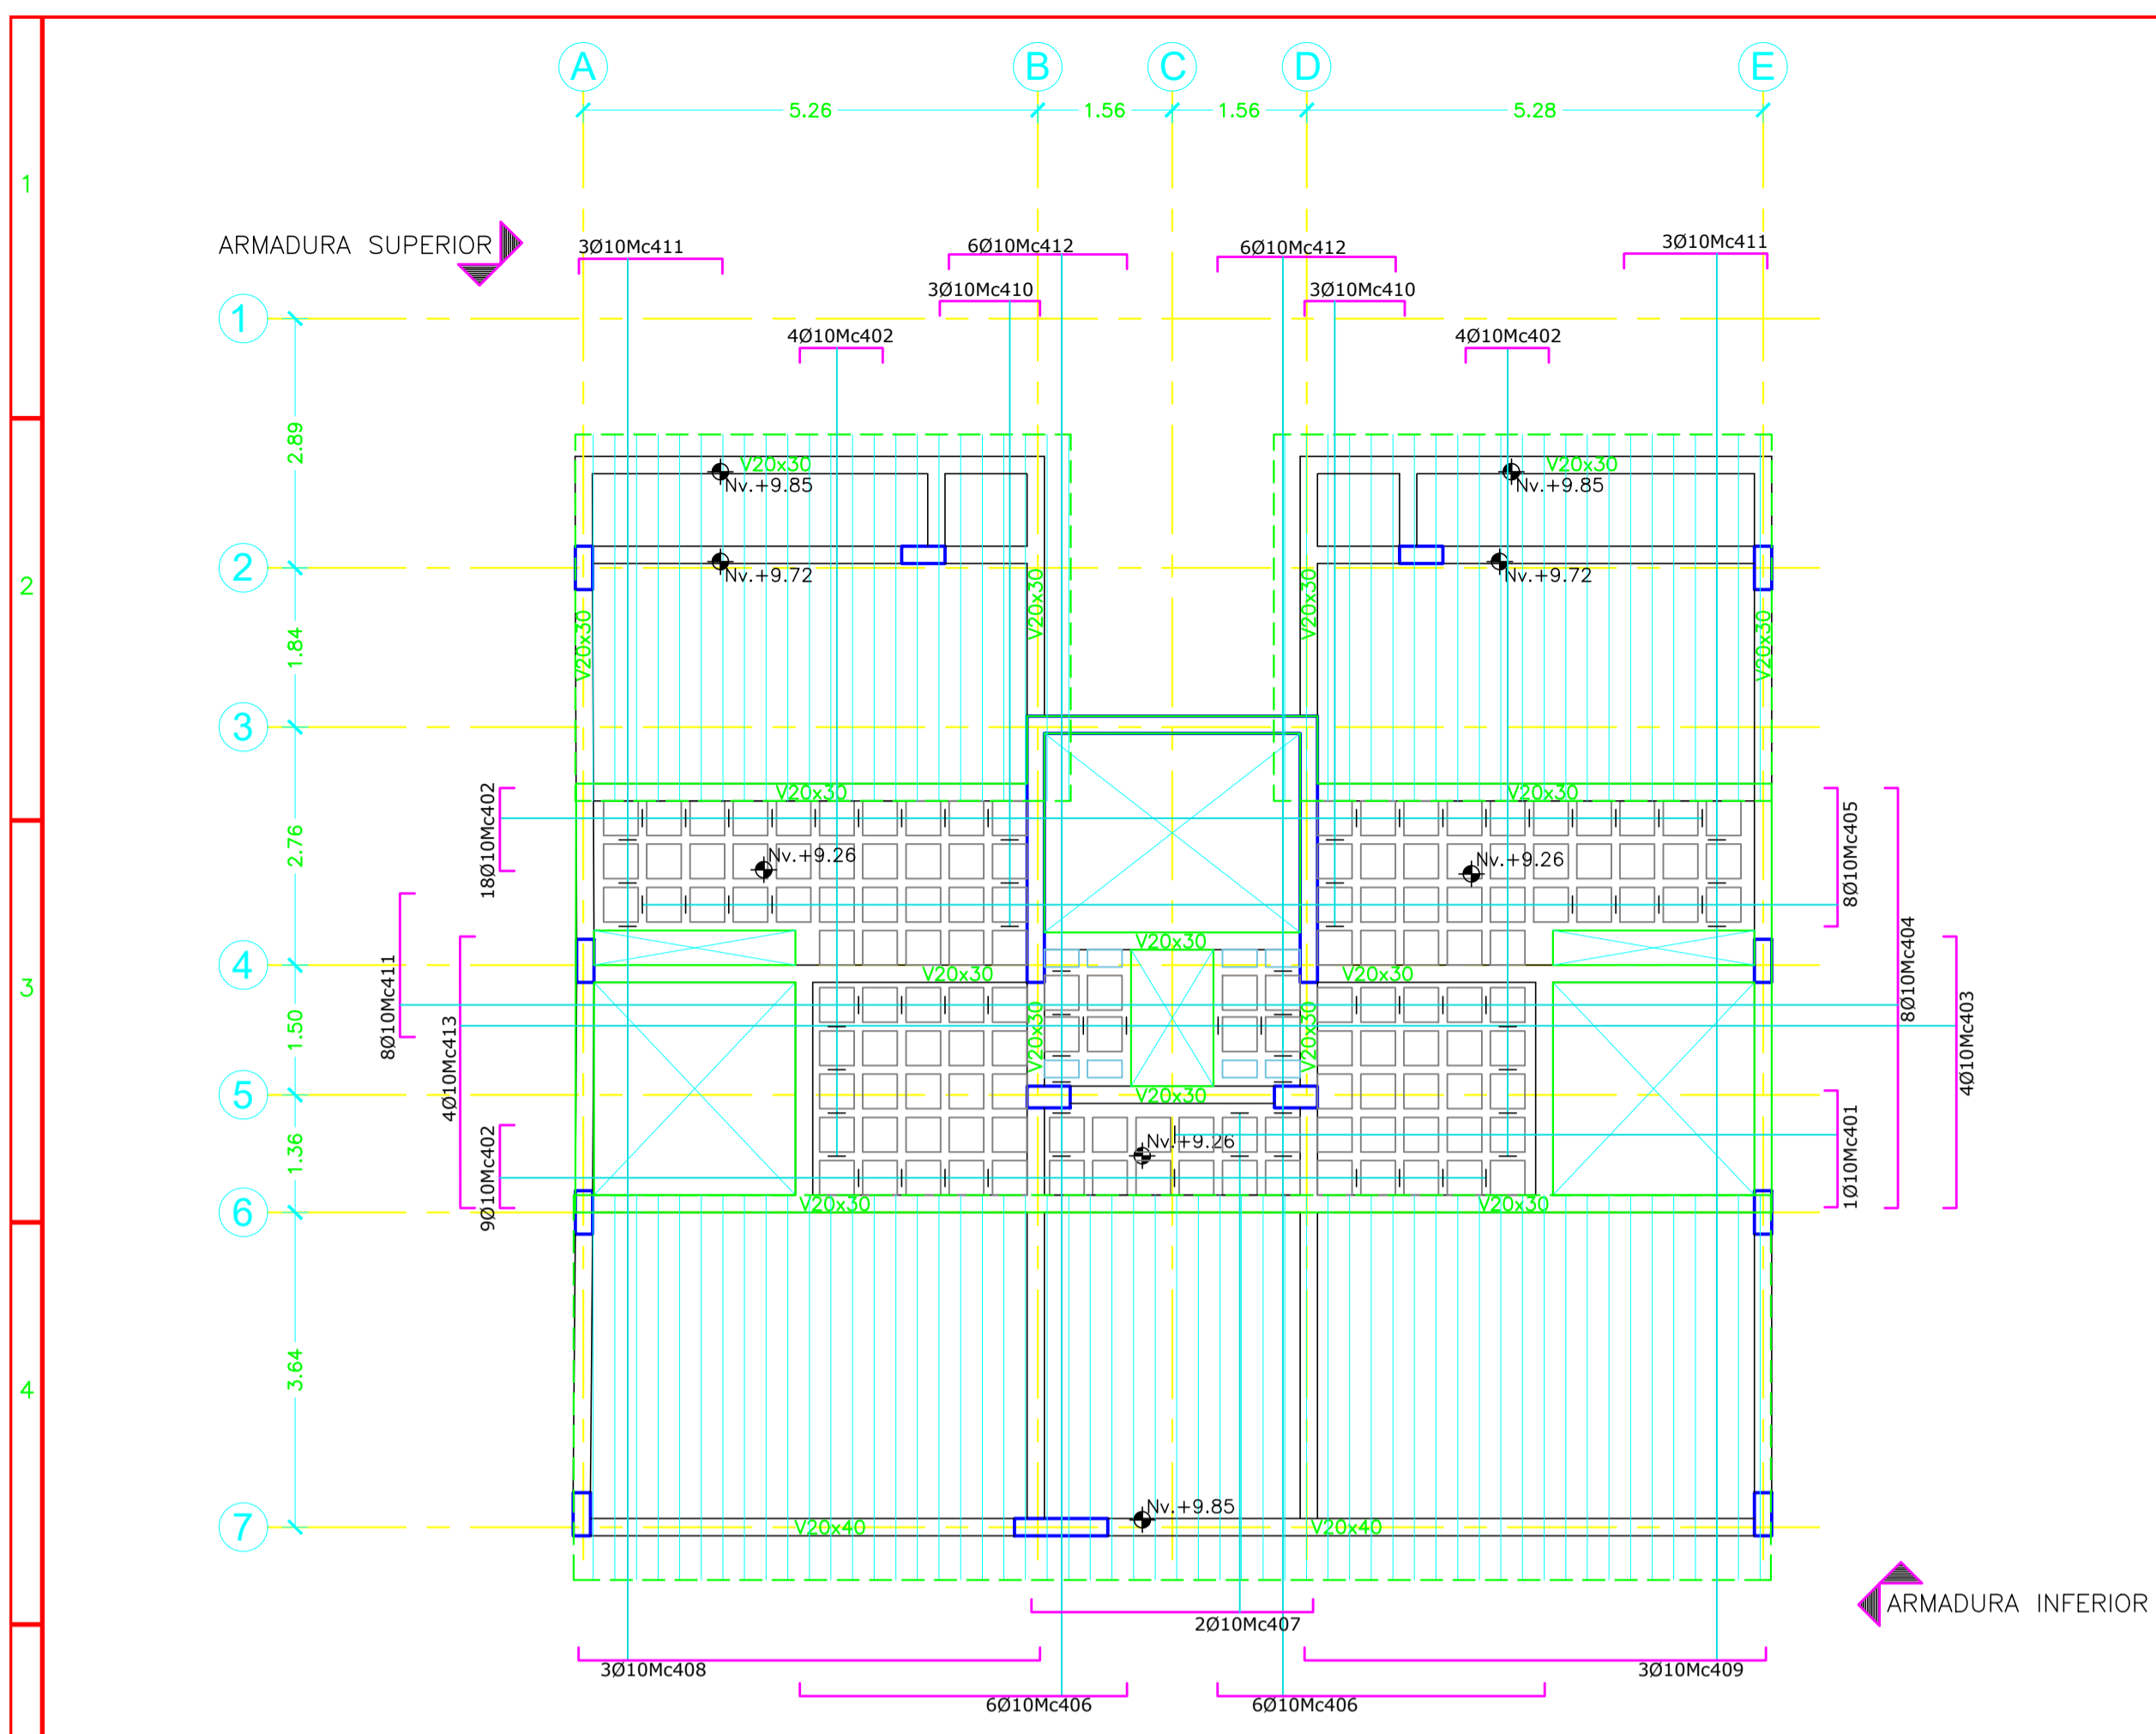 A B C D E
5.26 1.56 1.56 5.28
1
ARMADURA SUPERIOR
3Ø10Mc411
6Ø10Mc412
6Ø10Mc412
3Ø10Mc411
3Ø10Mc410
3Ø10Mc410
1
4Ø10Mc402
4Ø10Mc402
2.89
V20x30
V20x30
Nv.+9.85
Nv.+9.85
2
2
Nv.+9.72
Nv.+9.72
V20x30
V20x30
V20x30
V20x30
1.84
3
V20x30
V20x30
18Ø10Mc402
8Ø10Mc405
2.76
Nv.+9.26
Nv.+9.26
4
V20x30
V20x30
V20x30
3
8Ø10Mc411
8Ø10Mc404
4Ø10Mc413
4Ø10Mc403
1.50
V20x30
V20x30
5
V20x30
1.36
9Ø10Mc402
Nv.+9.26
1Ø10Mc401
6
V20x30
V20x30
3.64
4
7
Nv.+9.85
V20x40
V20x40
ARMADURA INFERIOR
2Ø10Mc407
3Ø10Mc408
3Ø10Mc409
6Ø10Mc406
6Ø10Mc406